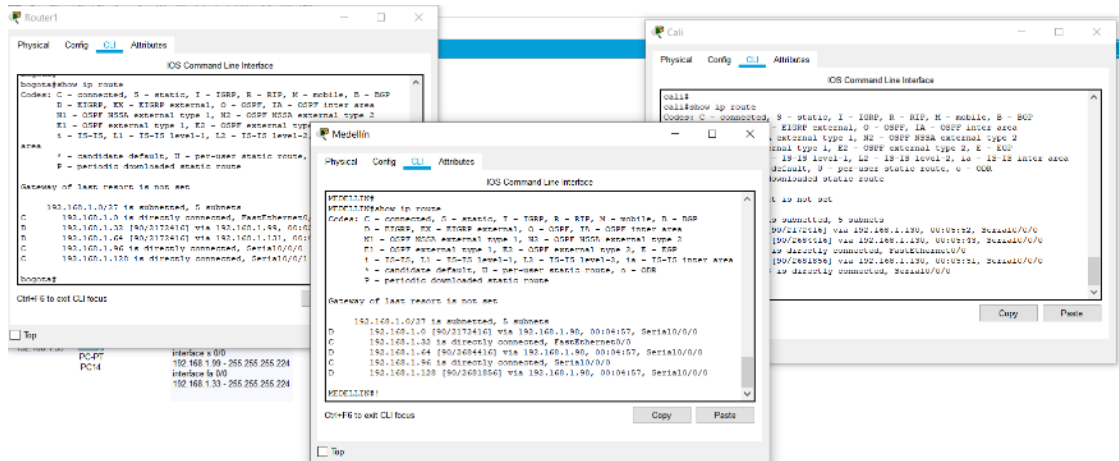 Router1
Physical Config CLI Attributes
IOS Command Line Interface
bogota#show ip route
Codes: C - connected, S - static, I - IGRP, R - RIP, M - mobile, B - BGP
D - EIGRP, EX - EIGRP external, O - OSPF, IA - OSPF inter area
N1 - OSPF NSSA external type 1, N2 - OSPF NSSA external type 2
E1 - OSPF external type 1, E2 - OSPF external type
i - IS-IS, L1 - IS-IS level-1, L2 - IS-IS level-2,
area
* - candidate default, U - per-user static route,
P - periodic downloaded static route
Gateway of last resort is not set
192.168.1.0/27 is subnetted, 5 subnets
C 192.168.1.0 is directly connected, FastEthernet0/
D 192.168.1.32 [90/2172416] via 192.168.1.99,
D 192.168.1.64 [90/2172416] via 192.168.1.131,
C 192.168.1.96 is directly connected, Serial0/0/0
C 192.168.1.128 is directly connected, Serial0/0/1
bogota#
Ctrl+F6 to exit CLI focus
Top
PC-PT
PC14
interface s 0/0
192.168.1.99 - 255.255.255.224
interface fa 0/0
192.168.1.33 - 255.255.255.224
Medellín
Physical Config CLI Attributes
IOS Command Line Interface
MEDELLIN#
MEDELLIN#show ip route
Codes: C - connected, S - static, I - IGRP, R - RIP, M - mobile, B - BGP
D - EIGRP, EX - EIGRP external, O - OSPF, IA - OSPF inter area
N1 - OSPF NSSA external type 1, N2 - OSPF NSSA external type 2
E1 - OSPF external type 1, E2 - OSPF external type 2, E - EGP
i - IS-IS, L1 - IS-IS level-1, L2 - IS-IS level-2, ia - IS-IS inter area
* - candidate default, U - per-user static route, o - ODR
P - periodic downloaded static route
Gateway of last resort is not set
192.168.1.0/27 is subnetted, 5 subnets
D 192.168.1.0 [90/2172416] via 192.168.1.98, 00:04:57, Serial0/0/0
C 192.168.1.32 is directly connected, FastEthernet0/0
D 192.168.1.64 [90/2684416] via 192.168.1.98, 00:04:57, Serial0/0/0
C 192.168.1.96 is directly connected, Serial0/0/0
D 192.168.1.128 [90/2681856] via 192.168.1.98, 00:04:57, Serial0/0/0
MEDELLIN#
Ctrl+F6 to exit CLI focus
Copy Paste
Top
Cali
Physical Config CLI Attributes
IOS Command Line Interface
cali#
cali#show ip route
Codes: C - connected, S - static, I - IGRP, R - RIP, M - mobile, B - BGP
- EIGRP external, O - OSPF, IA - OSPF inter area
external type 1, N2 - OSPF NSSA external type 2
rnal type 1, E2 - OSPF external type 2, E - EGP
- IS-IS level-1, L2 - IS-IS level-2, ia - IS-IS inter area
default, U - per-user static route, o - ODR
downloaded static route
t is not set
subnetted, 5 subnets
[90/2172416] via 192.168.1.130, 00:05:52, Serial0/0/0
[90/2684416] via 192.168.1.130, Serial0/0/0
is directly connected, FastEthernet0/0
[90/2681856] via 192.168.1.130, Serial0/0/0
is directly connected, Serial0/0/0
Copy Paste